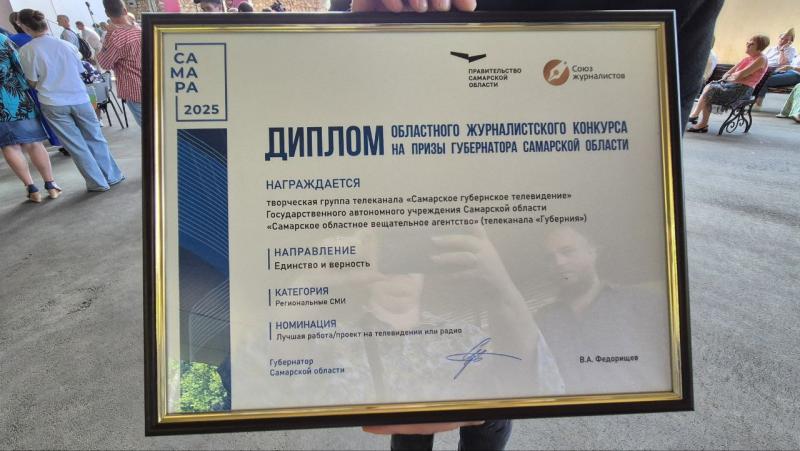 СА
МА
РА
2025
ПРАВИТЕЛЬСТВО
САМАРСКОЙ
ОБЛАСТИ
Союз
журналистов
ДИПЛОМ ОБЛАСТНОГО ЖУРНАЛИСТСКОГО КОНКУРСА
НА ПРИЗЫ ГУБЕРНАТОРА САМАРСКОЙ ОБЛАСТИ
НАГРАЖДАЕТСЯ
творческая группа телеканала «Самарское губернское телевидение»
Государственного автономного учреждения Самарской области
«Самарское областное вещательное агентство» (телеканала «Губерния»)
НАПРАВЛЕНИЕ
Единство и верность
КАТЕГОРИЯ
Региональные СМИ
НОМИНАЦИЯ
Лучшая работа/проект на телевидении или радио
Губернатор
Самарской области
В.А. Федорищев